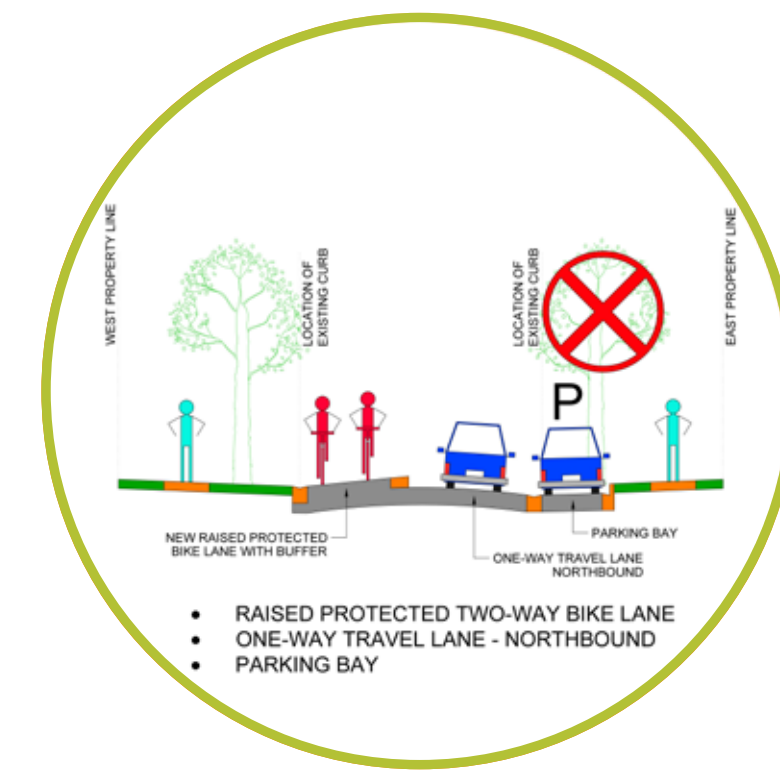 WEST PROPERTY LINE
LOCATION OF
EXISTING CURB
LOCATION OF
EXISTING CURB
EAST PROPERTY LINE
P
NEW RAISED PROTECTED
BIKE LANE WITH BUFFER
PARKING BAY
ONE-WAY TRAVEL LANE
NORTHBOUND
• RAISED PROTECTED TWO-WAY BIKE LANE
• ONE-WAY TRAVEL LANE - NORTHBOUND
• PARKING BAY